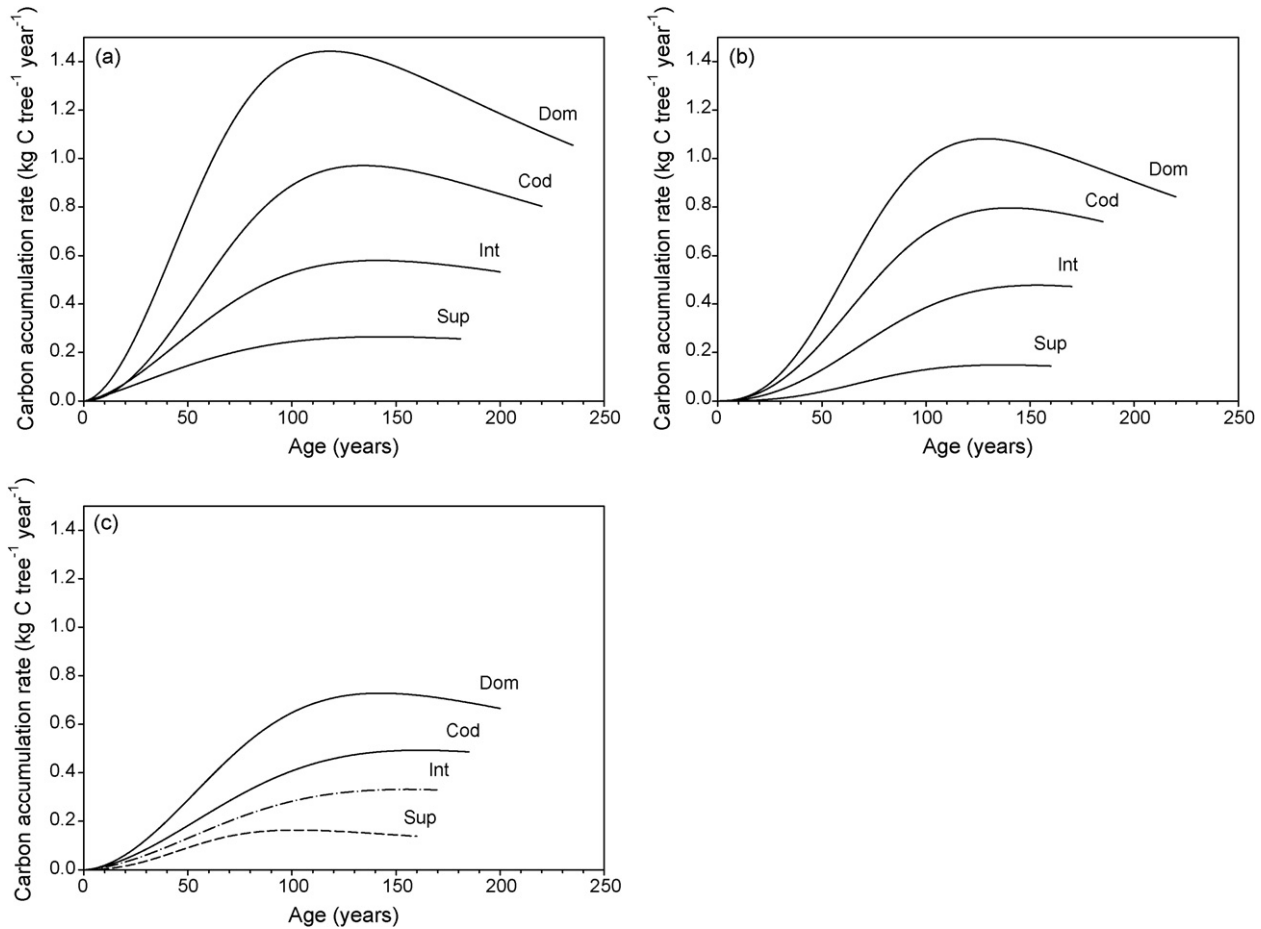 (a)
Carbon accumulation rate (kg C tree⁻¹ year⁻¹)
1.4
1.2
1.0
0.8
0.6
0.4
0.2
0.0
Dom
Cod
Int
Sup
0 50 100 150 200 250
Age (years)
(b)
Carbon accumulation rate (kg C tree⁻¹ year⁻¹)
1.4
1.2
1.0
0.8
0.6
0.4
0.2
0.0
Dom
Cod
Int
Sup
0 50 100 150 200 250
Age (years)
(c)
Carbon accumulation rate (kg C tree⁻¹ year⁻¹)
1.4
1.2
1.0
0.8
0.6
0.4
0.2
0.0
Dom
Cod
Int
Sup
0 50 100 150 200 250
Age (years)